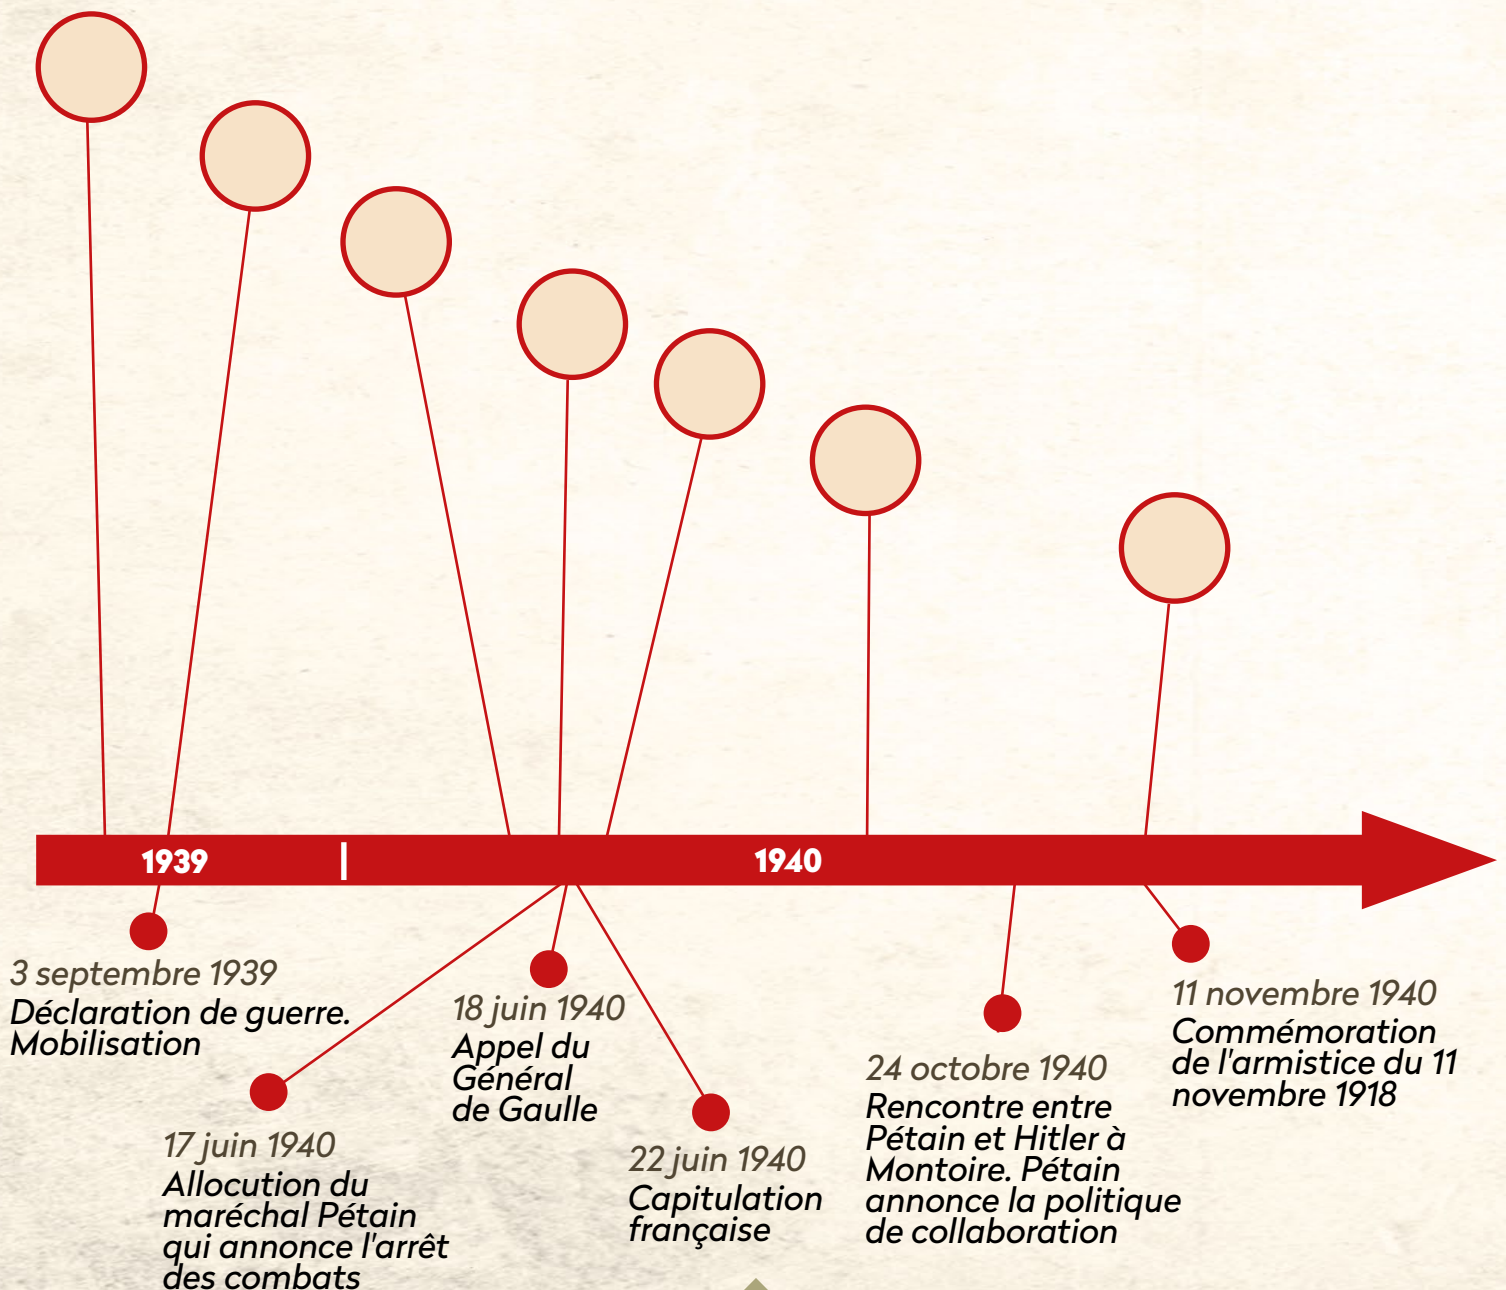 1939
1940
3 septembre 1939
Déclaration de guerre.
Mobilisation
17 juin 1940
Allocution du
maréchal Pétain
qui annonce l'arrêt
des combats
18 juin 1940
Appel du
Général
de Gaulle
22 juin 1940
Capitulation
française
24 octobre 1940
Rencontre entre
Pétain et Hitler à
Montoire. Pétain
annonce la politique
de collaboration
11 novembre 1940
Commémoration
de l'armistice du 11
novembre 1918